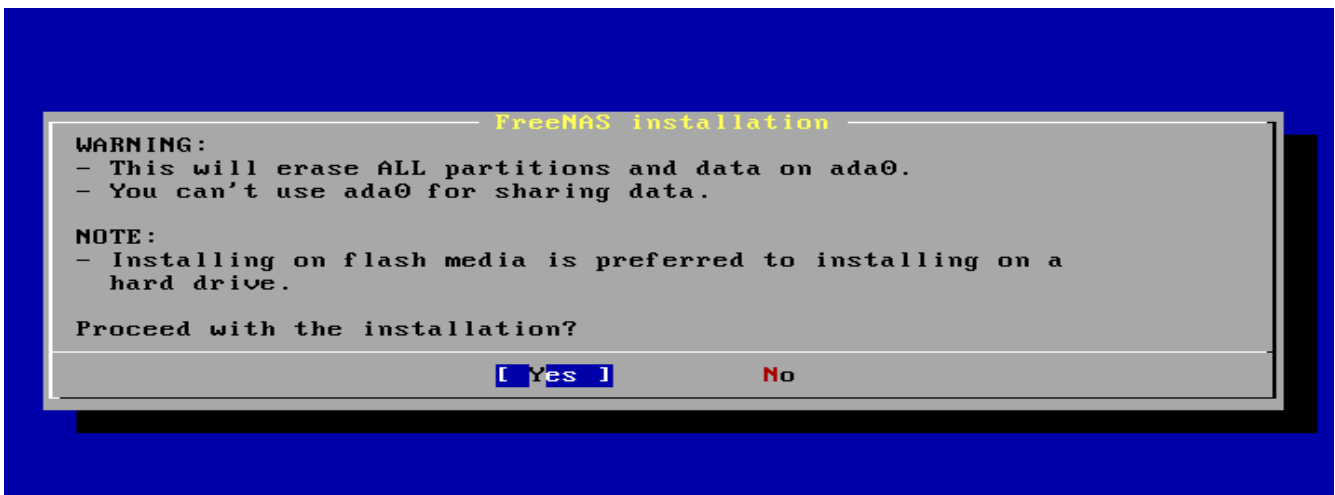 FreeNAS installation
WARNING:
- This will erase ALL partitions and data on ada0.
- You can't use ada0 for sharing data.
NOTE:
- Installing on flash media is preferred to installing on a
hard drive.
Proceed with the installation?
[ Yes ] No